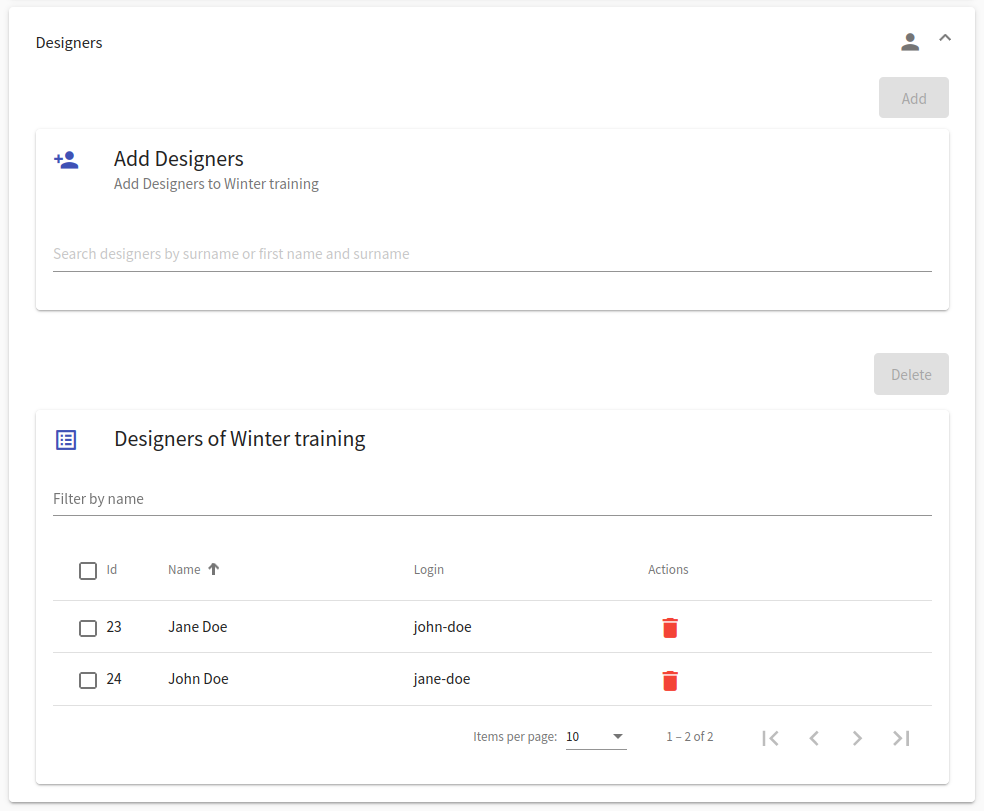 Designers
Add
Add Designers
Add Designers to Winter training
Search designers by surname or first name and surname
Delete
Designers of Winter training
Filter by name
Id Name Login Actions
23 Jane Doe john-doe
24 John Doe jane-doe
Items per page: 10 1 – 2 of 2